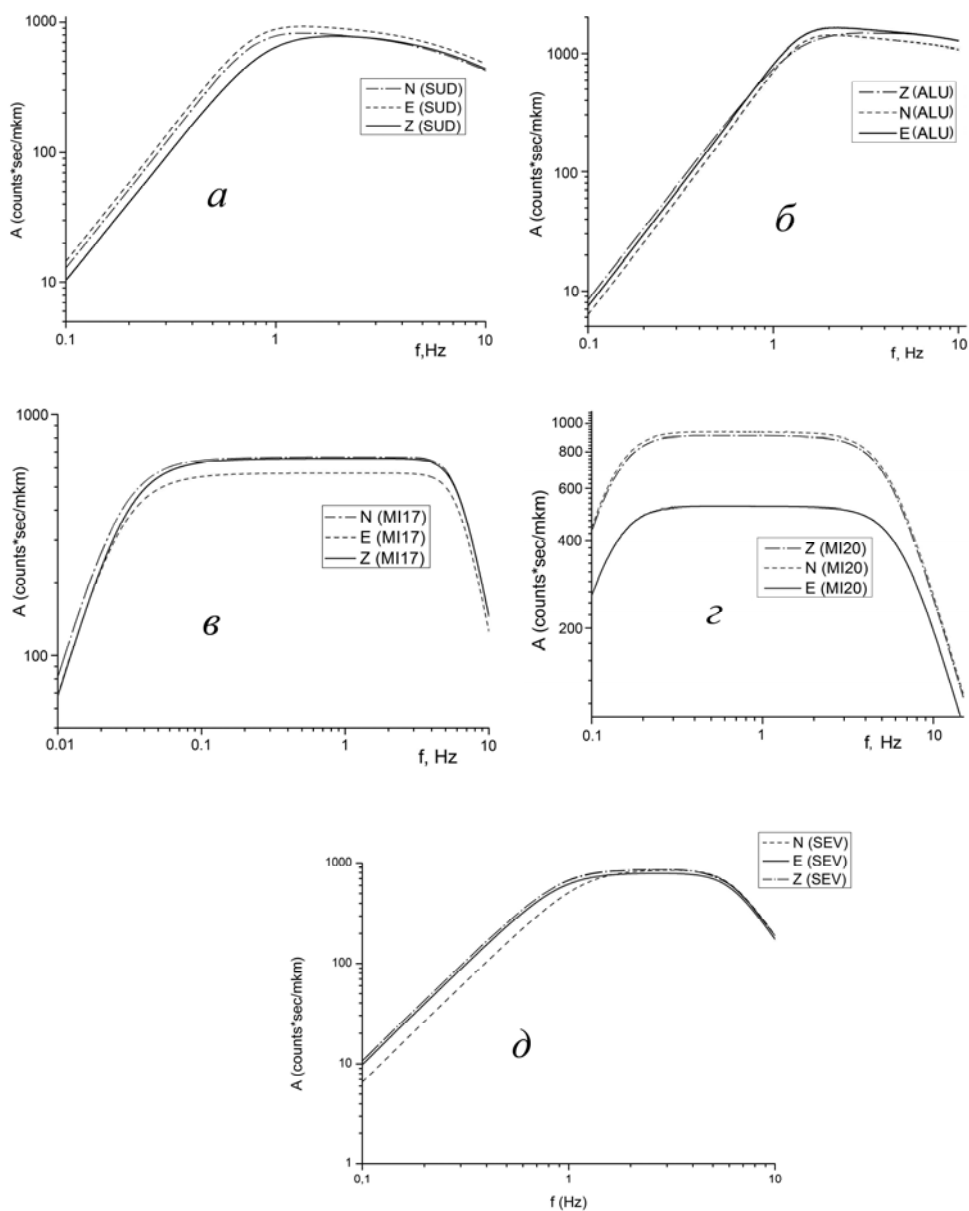 1000
100
10
A (counts*sec/mkm)
N (SUD)
E (SUD)
Z (SUD)
а
0.1
1
10
f,Hz
1000
100
10
A (counts*sec/mkm)
Z (ALU)
N (ALU)
E (ALU)
б
0.1
1
10
f, Hz
1000
100
A (counts*sec/mkm)
N (MI17)
E (MI17)
Z (MI17)
в
0.01
0.1
1
10
f, Hz
1000
800
600
400
200
A (counts*sec/mkm)
Z (MI20)
N (MI20)
E (MI20)
г
0.1
1
10
f, Hz
N (SEV)
E (SEV)
Z (SEV)
1000
100
10
1
A (counts*sec/mkm)
д
0,1
1
10
f (Hz)